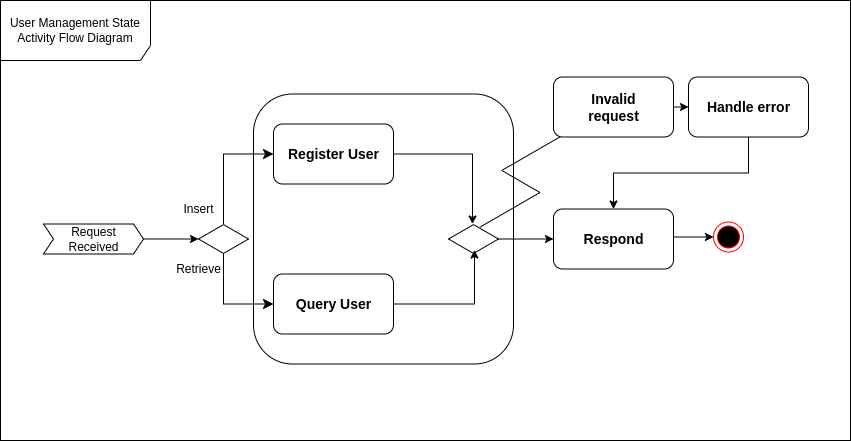 User Management State
Activity Flow Diagram
Invalid
request
Handle error
Register User
Insert
Request
Received
Respond
Retrieve
Query User